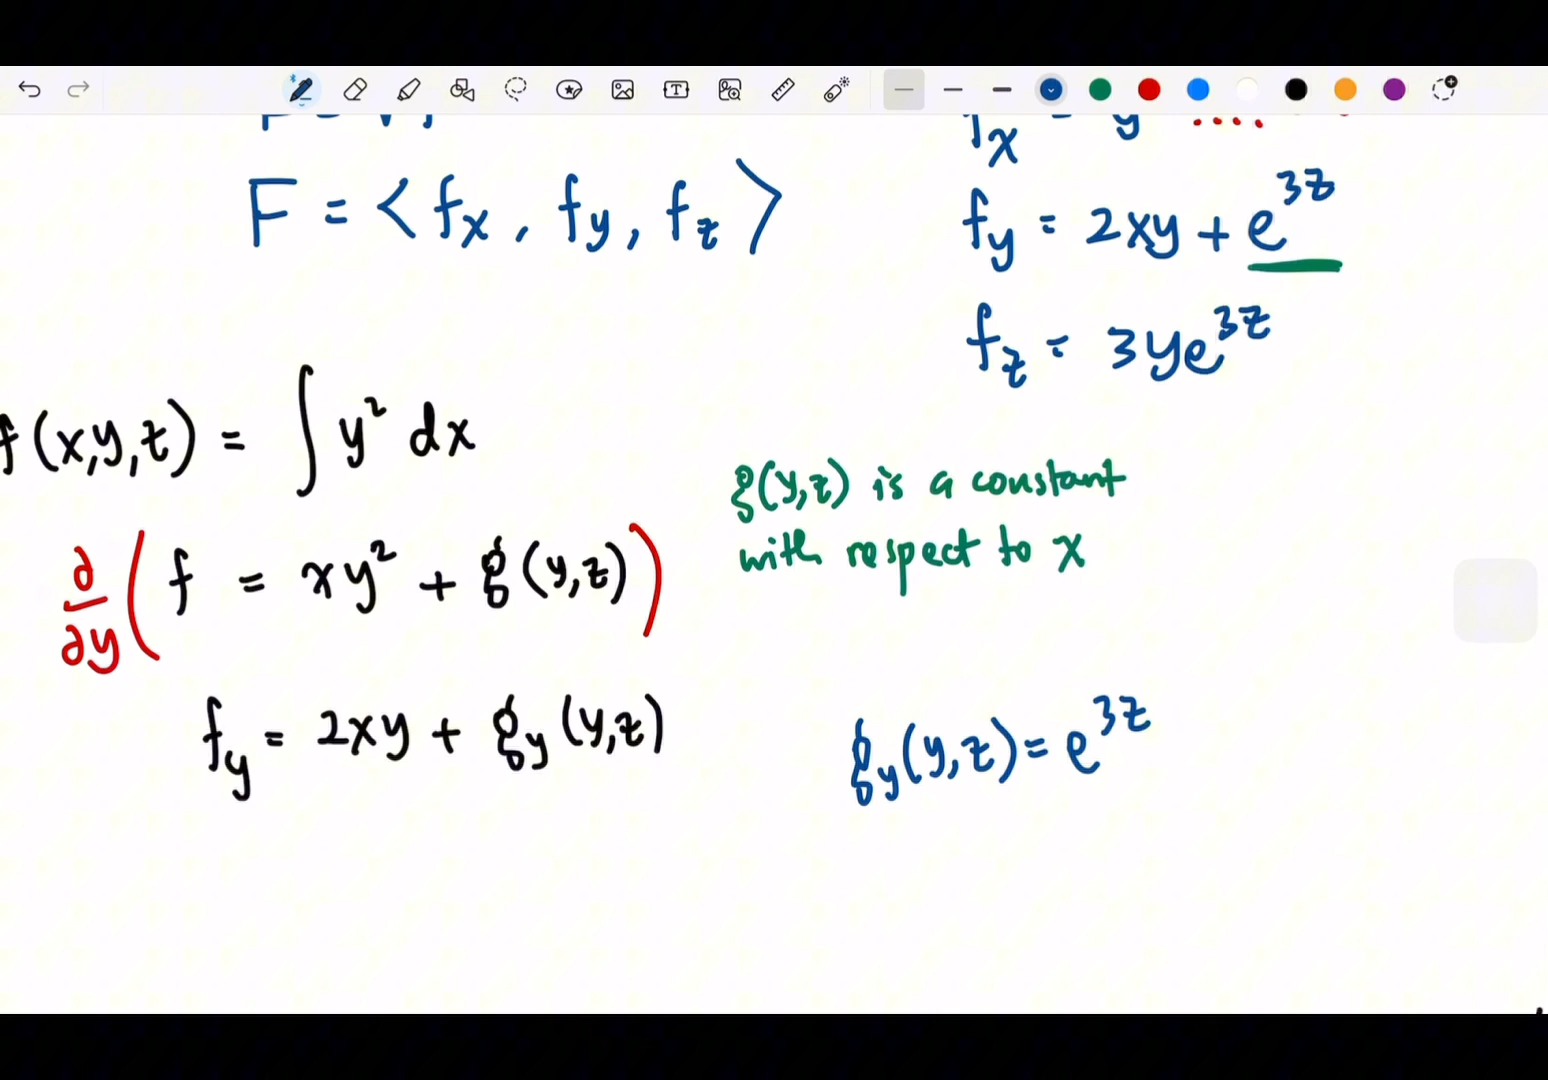 F = ⟨ fx , fy , fz ⟩
fy = 2xy + e^3z
fz = 3ye^3z
f(x,y,z) = ∫ y² dx
g(y,z) is a constant
with respect to x
∂/∂y ( f = xy² + g(y,z) )
fy = 2xy + gy (y,z)
gy (y,z) = e^3z